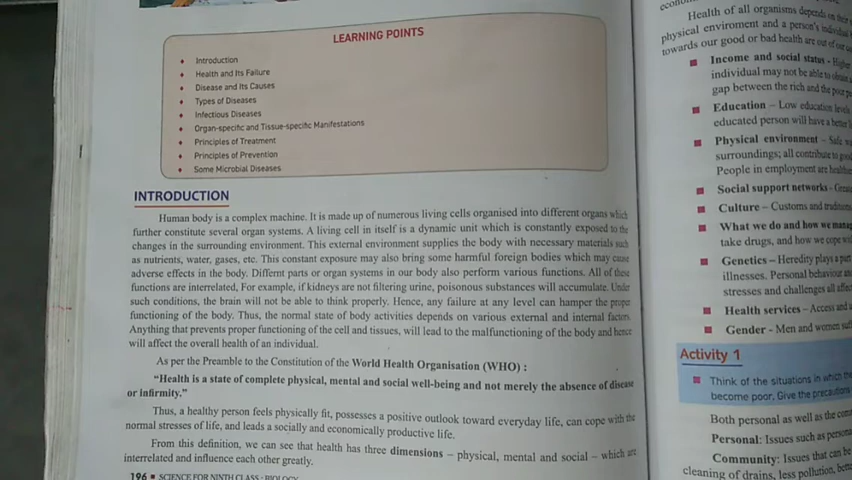 LEARNING POINTS
♦ Introduction
♦ Health and Its Failure
♦ Disease and Its Causes
♦ Types of Diseases
♦ Infectious Diseases
♦ Organ-specific and Tissue-specific Manifestations
♦ Principles of Treatment
♦ Principles of Prevention
♦ Some Microbial Diseases
INTRODUCTION
Human body is a complex machine. It is made up of numerous living cells organised into different organs which
further constitute several organ systems. A living cell in itself is a dynamic unit which is constantly exposed to the
changes in the surrounding environment. This external environment supplies the body with necessary materials such
as nutrients, water, gases, etc. This constant exposure may also bring some harmful foreign bodies which may cause
adverse effects in the body. Differnt parts or organ systems in our body also perform various functions. All of these
functions are interrelated, For example, if kidneys are not filtering urine, poisonous substances will accumulate. Under
such conditions, the brain will not be able to think properly. Hence, any failure at any level can hamper the proper
functioning of the body. Thus, the normal state of body activities depends on various external and internal factors.
Anything that prevents proper functioning of the cell and tissues, will lead to the malfunctioning of the body and hence
will affect the overall health of an individual.
As per the Preamble to the Constitution of the World Health Organisation (WHO) :
“Health is a state of complete physical, mental and social well-being and not merely the absence of disease
or infirmity.”
Thus, a healthy person feels physically fit, possesses a positive outlook toward everyday life, can cope with the
normal stresses of life, and leads a socially and economically productive life.
From this definition, we can see that health has three dimensions – physical, mental and social – which are
interrelated and influence each other greatly.
196 ■ SCIENCE FOR NINTH CLASS - BIOLOGY
Health of all organisms depends on their
physical enviroment and a person's individual
towards our good or bad health are out of our
■ Income and social status - Higher
individual may not be able to
gap between the rich and the poor
■ Education – Low education levels
educated person will have a better
■ Physical environment – Safe
surroundings; all contribute to good
People in employment are healthier
■ Social support networks -
■ Culture – Customs and traditions
■ What we do and how we manage
take drugs, and how we cope
■ Genetics – Heredity plays a part
illnesses. Personal behaviour and
stresses and challenges all affect
■ Health services – Access and
■ Gender - Men and women
Activity 1
■ Think of the situations in which the
become poor. Give the precautions
Both personal as well as the
Personal: Issues such as personal
Community: Issues that can be
cleaning of drains, less pollution,